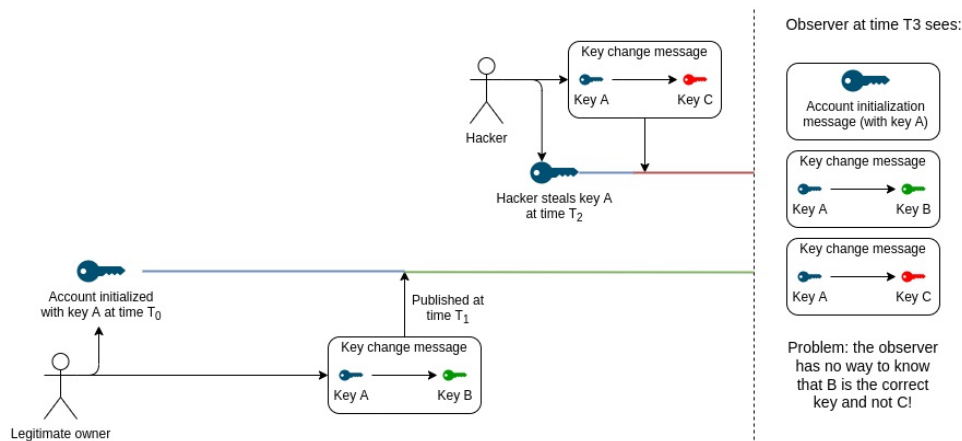 Observer at time T3 sees:
Key change message
Key A
Key C
Hacker
Account initialization
message (with key A)
Key change message
Key A
Key B
Hacker steals key A
at time T₂
Key change message
Key A
Key C
Account initialized
with key A at time T₀
Published at
time T₁
Key change message
Key A
Key B
Legitimate owner
Problem: the observer
has no way to know
that B is the correct
key and not C!